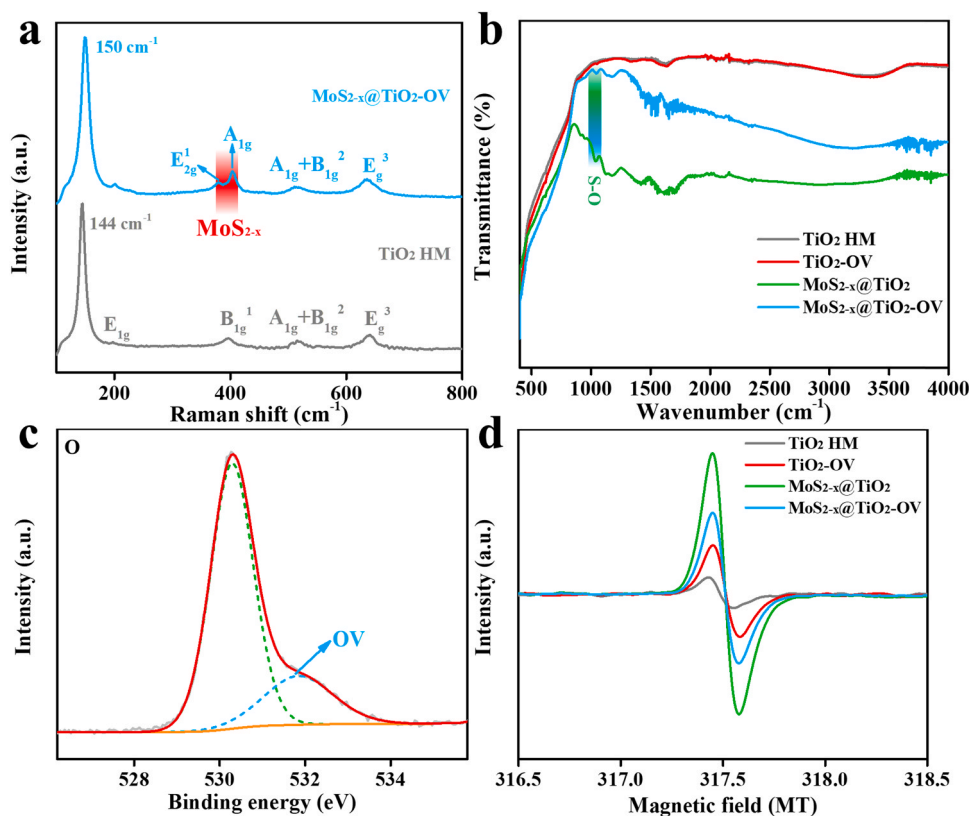 a
150 cm⁻¹
MoS₂₋ₓ@TiO₂-OV
A₁g
E¹₂g
A₁g+B₁g²
Eg³
MoS₂₋ₓ
144 cm⁻¹
TiO₂ HM
E₁g
B₁g¹
A₁g+B₁g²
Eg³
Intensity (a.u.)
200 400 600 800
Raman shift (cm⁻¹)
b
S-O
TiO₂ HM
TiO₂-OV
MoS₂₋ₓ@TiO₂
MoS₂₋ₓ@TiO₂-OV
Transmittance (%)
500 1000 1500 2000 2500 3000 3500 4000
Wavenumber (cm⁻¹)
c
O
OV
Intensity (a.u.)
528 530 532 534
Binding energy (eV)
d
TiO₂ HM
TiO₂-OV
MoS₂₋ₓ@TiO₂
MoS₂₋ₓ@TiO₂-OV
Intensity (a.u.)
316.5 317.0 317.5 318.0 318.5
Magnetic field (MT)